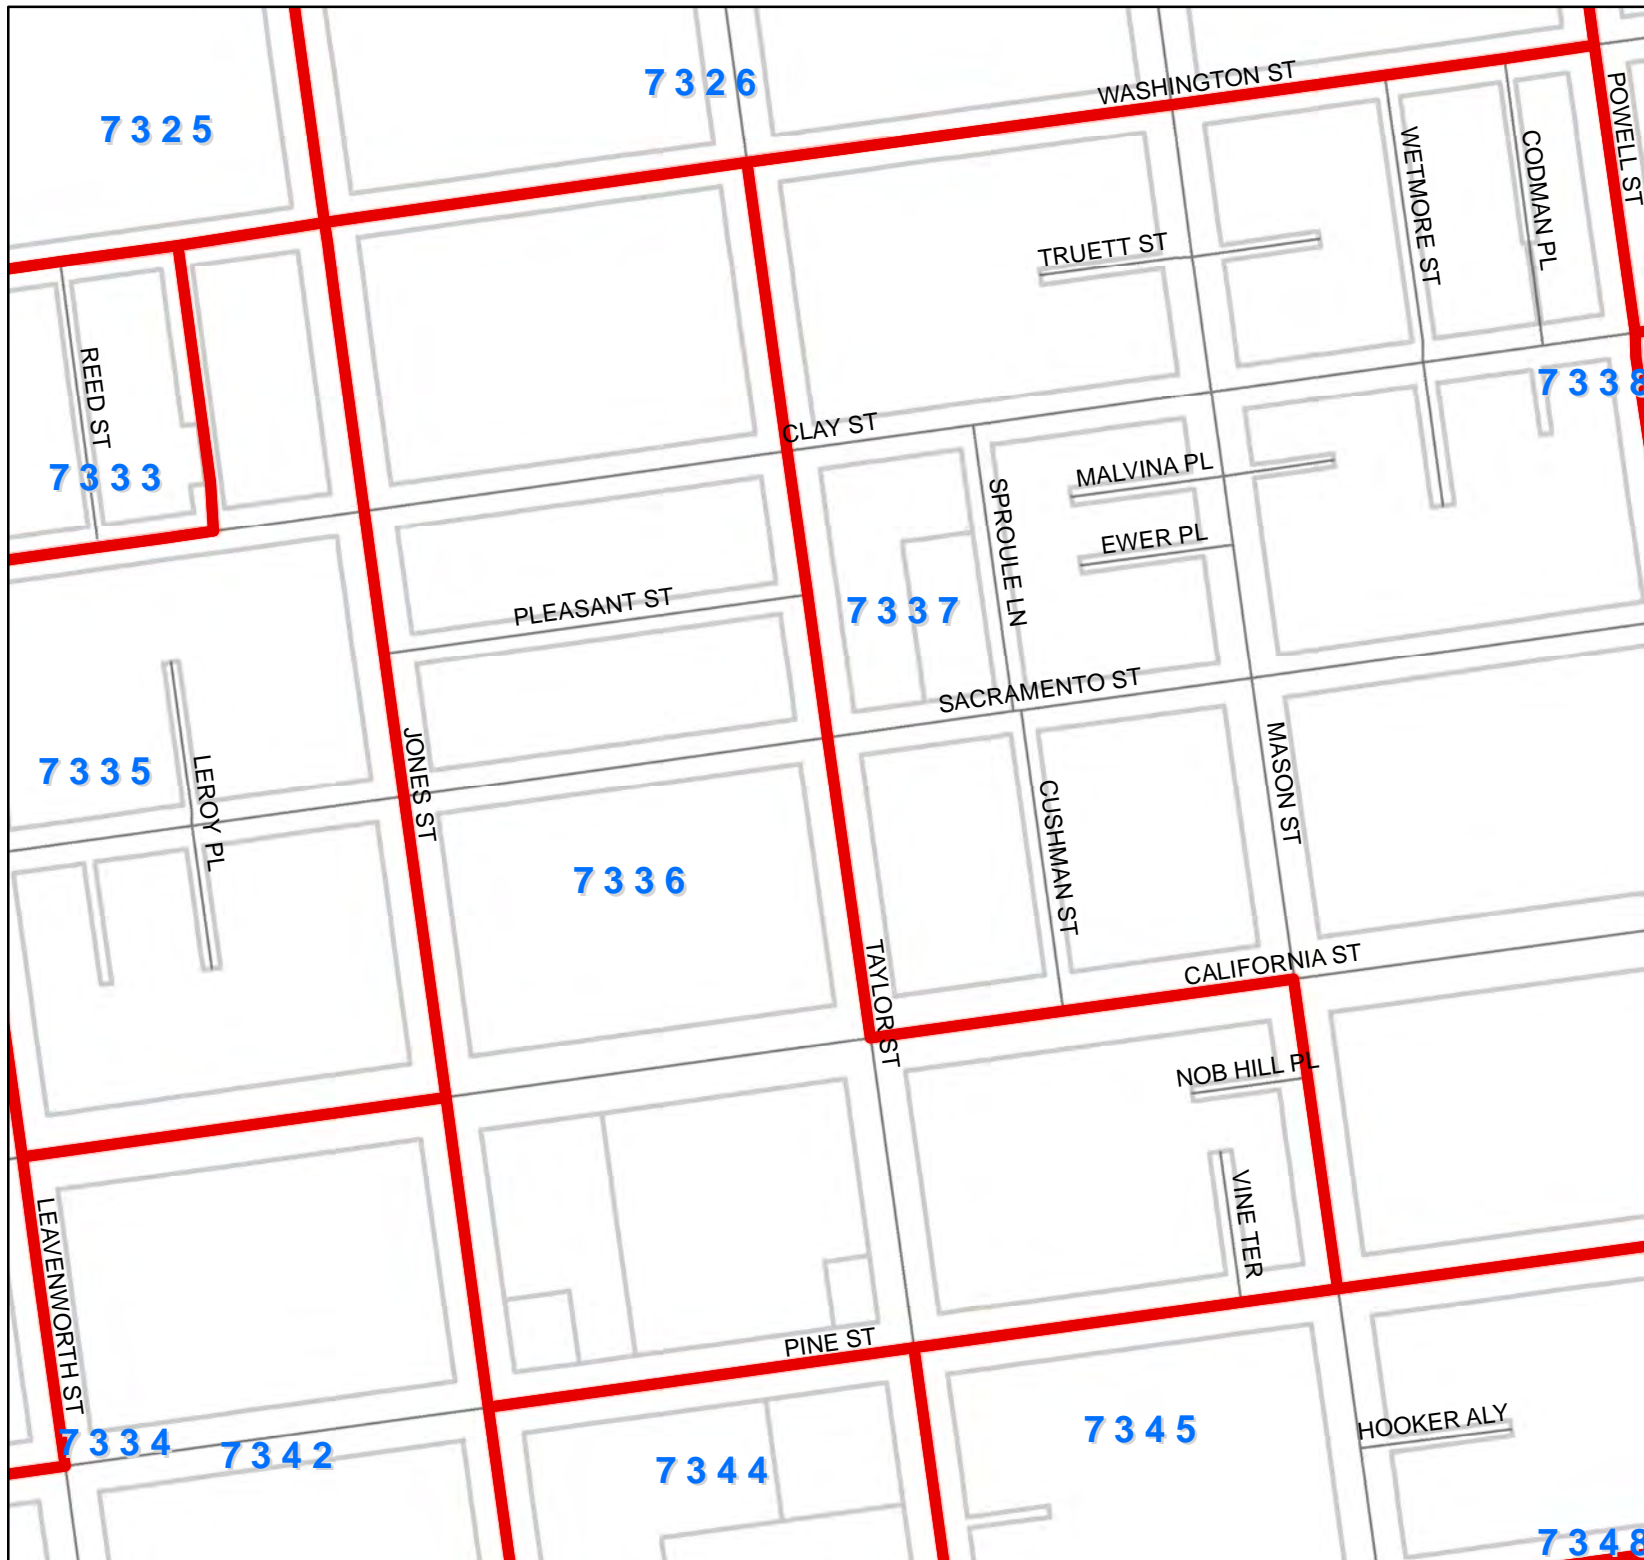 7326
WASHINGTON ST
7325
POWELL ST
WETMORE ST
CODMAN PL
TRUETT ST
REED ST
7338
CLAY ST
7333
MALVINA PL
SPROULE LN
EWER PL
PLEASANT ST
7337
SACRAMENTO ST
JONES ST
MASON ST
7335
LEROY PL
CUSHMAN ST
7336
TAYLOR ST
CALIFORNIA ST
NOB HILL PL
VINE TER
LEAVENWORTH ST
PINE ST
HOOKER ALY
7345
7334
7342
7344
7348